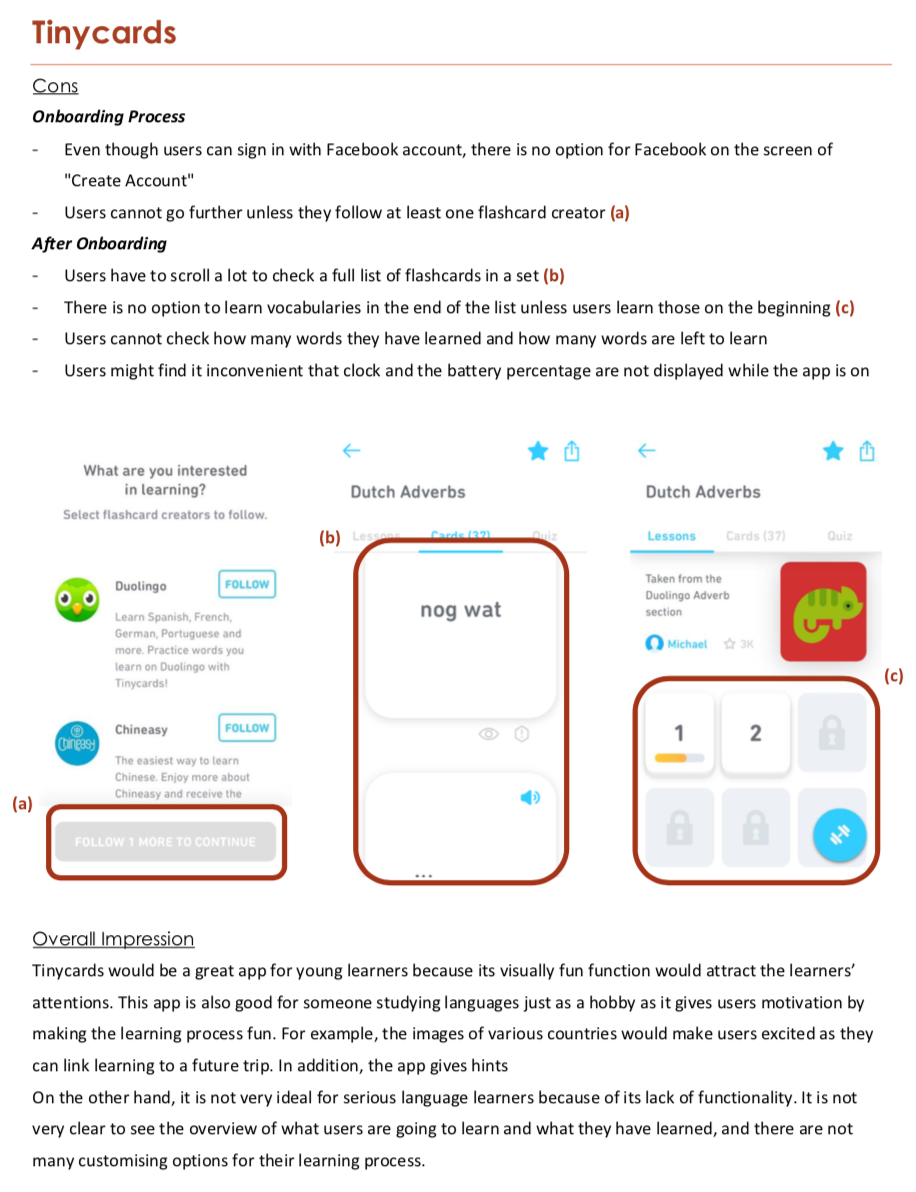 Tinycards
Cons
Onboarding Process
- Even though users can sign in with Facebook account, there is no option for Facebook on the screen of
"Create Account"
- Users cannot go further unless they follow at least one flashcard creator (a)
After Onboarding
- Users have to scroll a lot to check a full list of flashcards in a set (b)
- There is no option to learn vocabularies in the end of the list unless users learn those on the beginning (c)
- Users cannot check how many words they have learned and how many words are left to learn
- Users might find it inconvenient that clock and the battery percentage are not displayed while the app is on
What are you interested
in learning?
Select flashcard creators to follow.
Duolingo
FOLLOW
Learn Spanish, French,
German, Portuguese and
more. Practice words you
learn on Duolingo with
Tinycards!
Chineasy
Chineasy
FOLLOW
The easiest way to learn
Chinese. Enjoy more about
Chineasy and receive the
(a)
FOLLOW 1 MORE TO CONTINUE
Dutch Adverbs
(b)
Lessons Cards (37) Quiz
nog wat
...
Dutch Adverbs
Lessons Cards (37) Quiz
Taken from the
Duolingo Adverb
section
Michael 3K
(c)
1 2
Overall Impression
Tinycards would be a great app for young learners because its visually fun function would attract the learners’
attentions. This app is also good for someone studying languages just as a hobby as it gives users motivation by
making the learning process fun. For example, the images of various countries would make users excited as they
can link learning to a future trip. In addition, the app gives hints
On the other hand, it is not very ideal for serious language learners because of its lack of functionality. It is not
very clear to see the overview of what users are going to learn and what they have learned, and there are not
many customising options for their learning process.